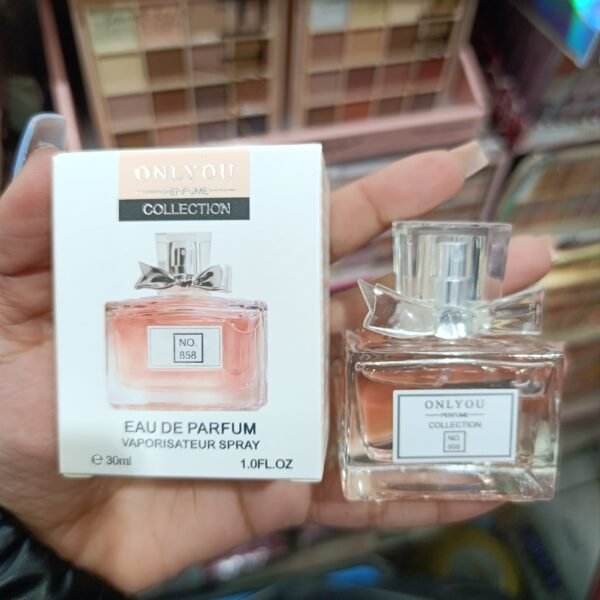 ONLYOU
PERFUME
COLLECTION
NO.
858
EAU DE PARFUM
VAPORISATEUR SPRAY
℮ 30ml
1.0FL.OZ
ONLYOU
PERFUME
COLLECTION
NO.
858